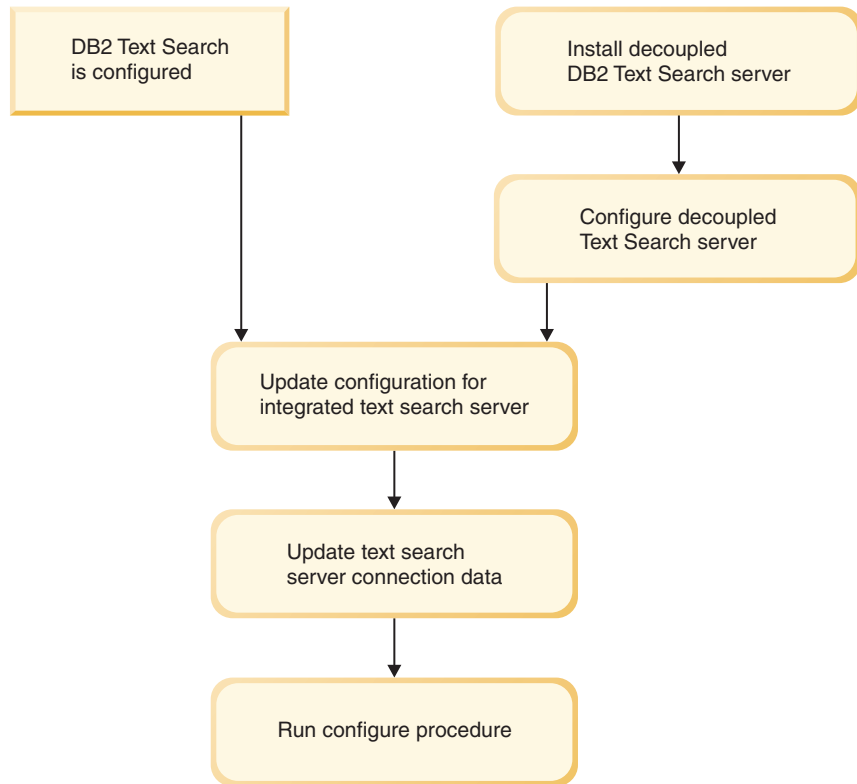 DB2 Text Search
is configured
Install decoupled
DB2 Text Search server
Configure decoupled
Text Search server
Update configuration for
integrated text search server
Update text search
server connection data
Run configure procedure